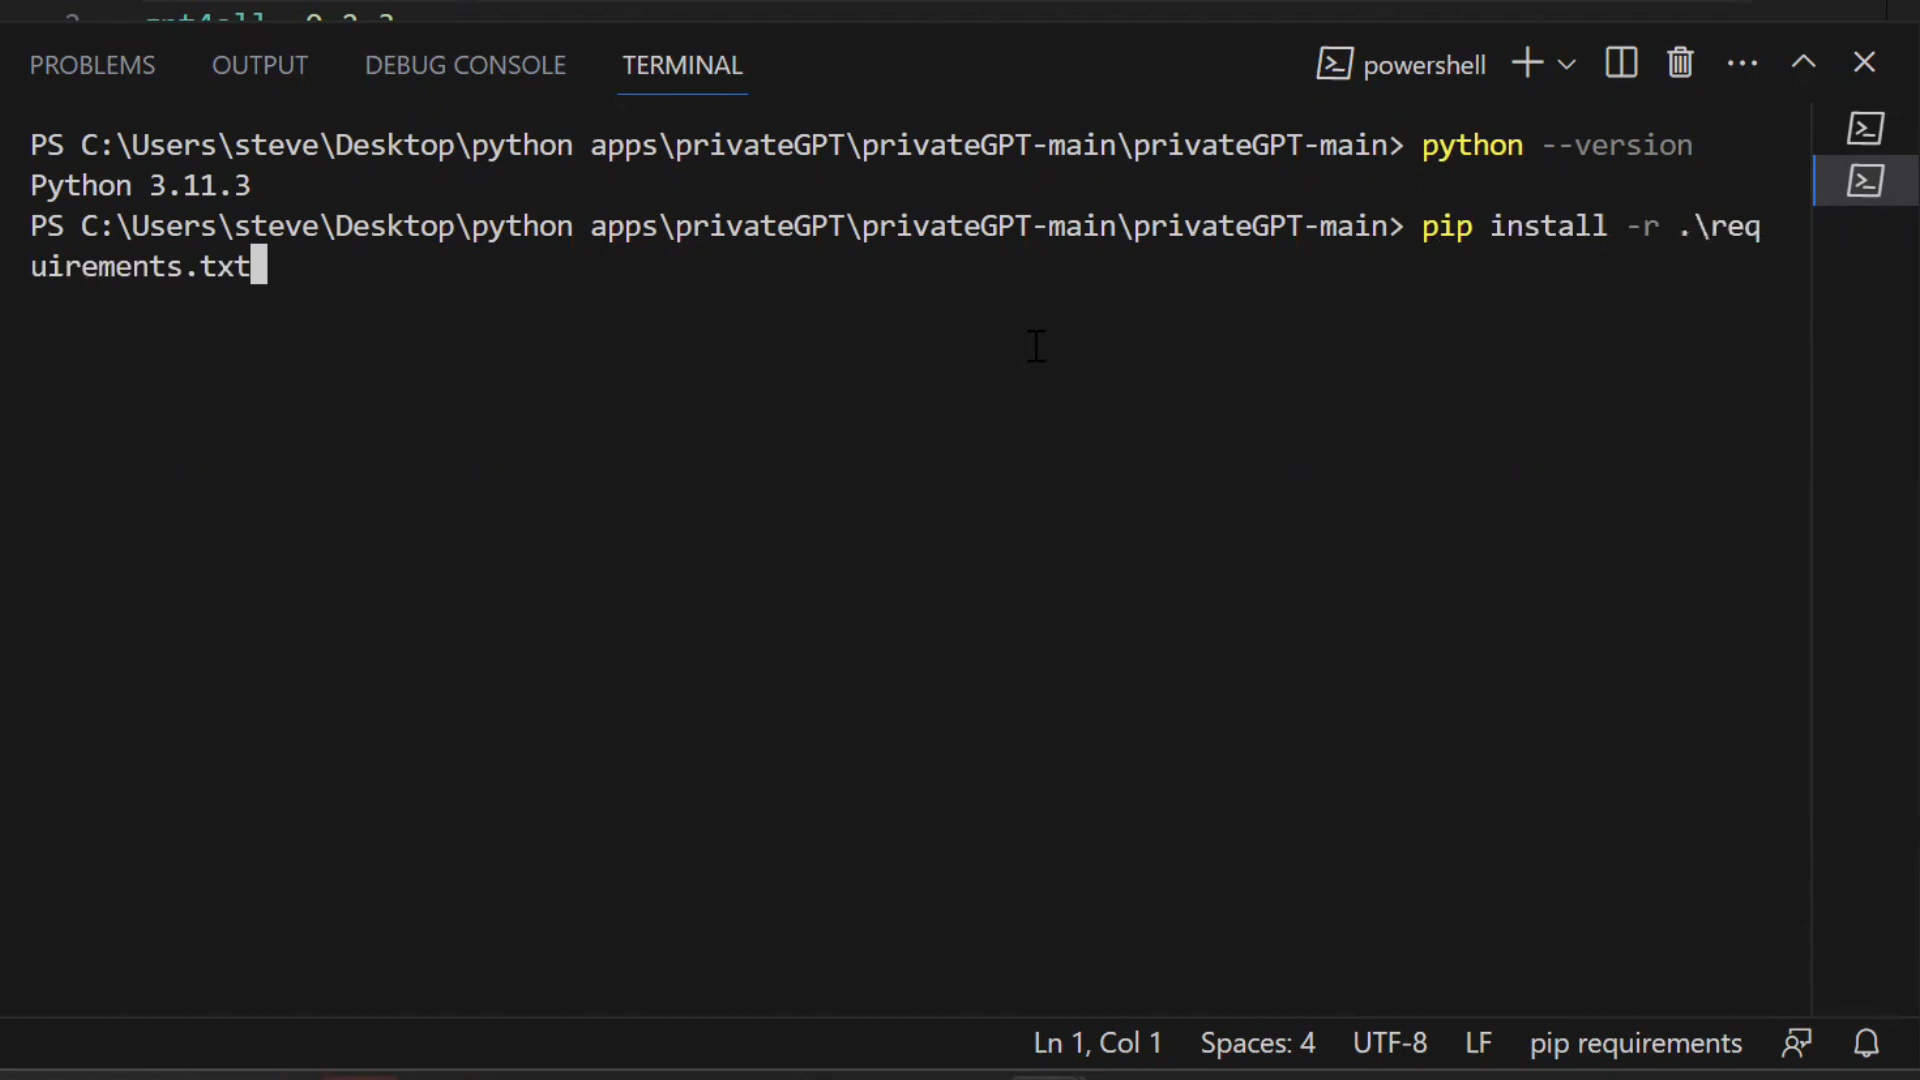 PROBLEMS OUTPUT DEBUG CONSOLE TERMINAL powershell
PS C:\Users\steve\Desktop\python apps\privateGPT\privateGPT-main\privateGPT-main> python --version
Python 3.11.3
PS C:\Users\steve\Desktop\python apps\privateGPT\privateGPT-main\privateGPT-main> pip install -r .\req
uirements.txt
Ln 1, Col 1 Spaces: 4 UTF-8 LF pip requirements